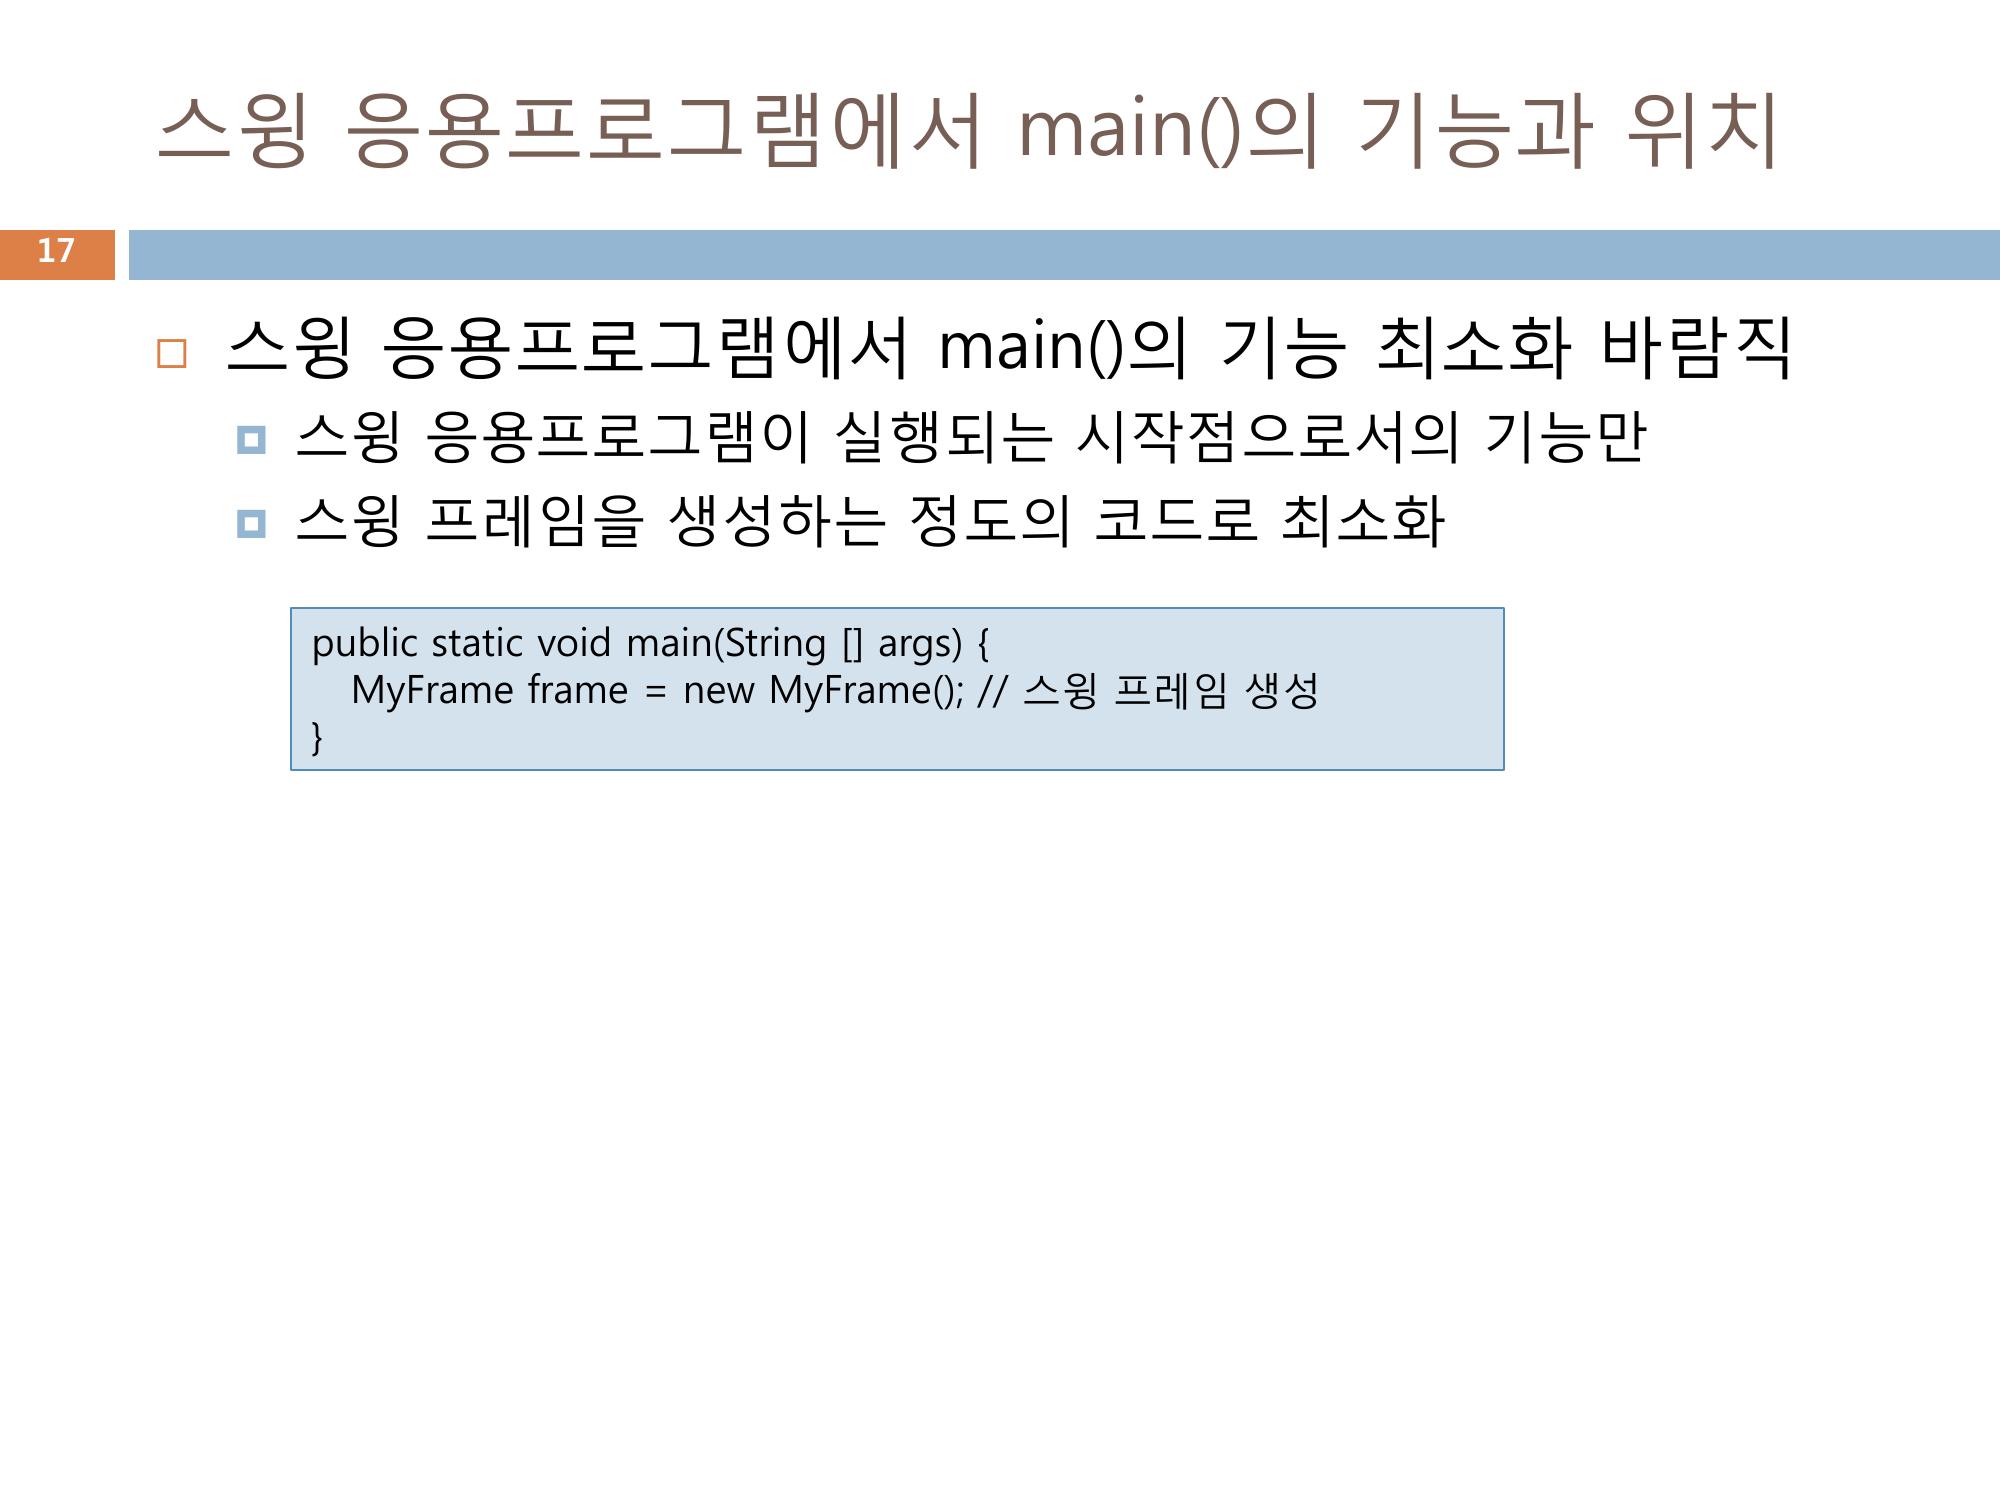 스윙 응용프로그램에서 main()의 기능과 위치
17
스윙 응용프로그램에서 main()의 기능 최소화 바람직
스윙 응용프로그램이 실행되는 시작점으로서의 기능만
스윙 프레임을 생성하는 정도의 코드로 최소화
public static void main(String [] args) {
MyFrame frame = new MyFrame(); // 스윙 프레임 생성
}